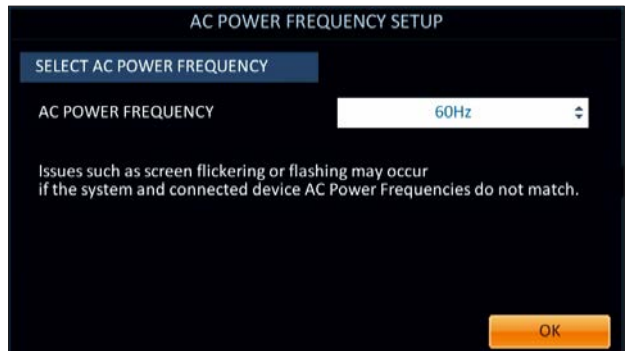 AC POWER FREQUENCY SETUP
SELECT AC POWER FREQUENCY
AC POWER FREQUENCY
60Hz
Issues such as screen flickering or flashing may occur
if the system and connected device AC Power Frequencies do not match.
OK